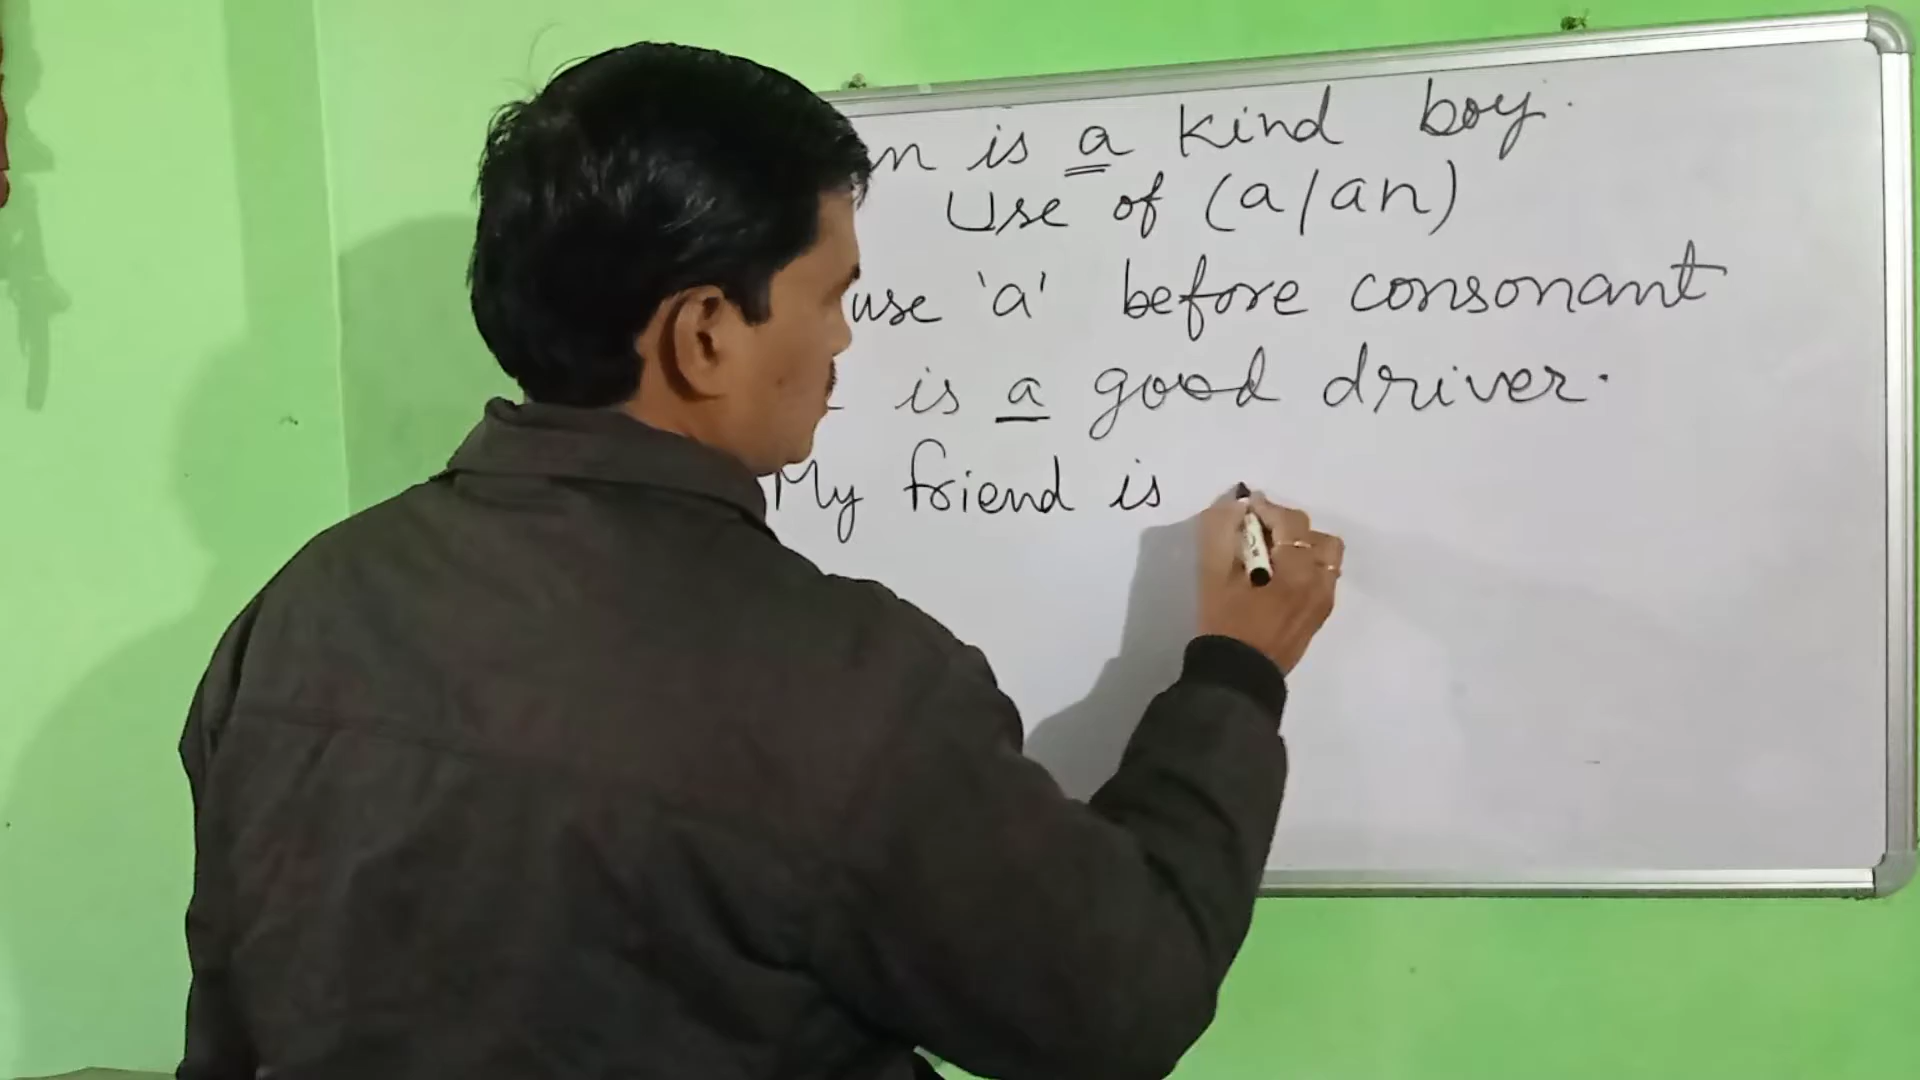 is a kind boy.
Use of (a/an)
use 'a' before consonant
is a good driver.
My friend is